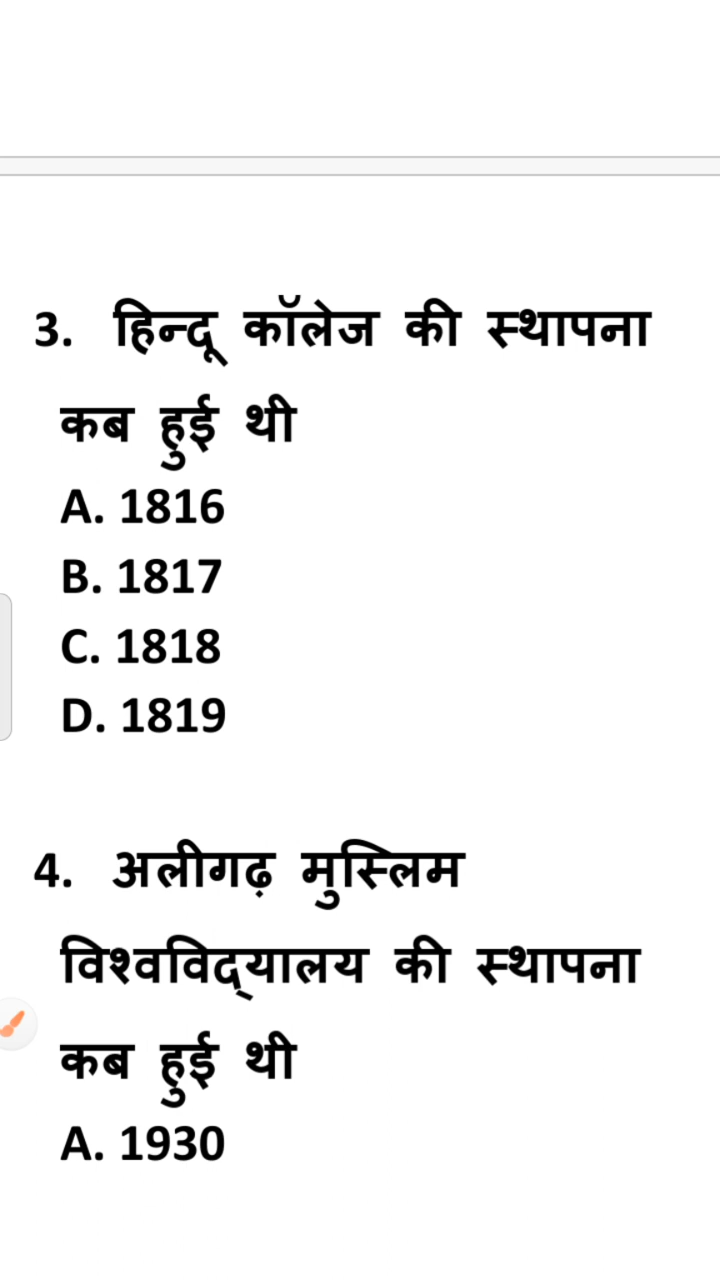 3. हिन्दू कॉलेज की स्थापना
कब हुई थी
A. 1816
B. 1817
C. 1818
D. 1819
4. अलीगढ़ मुस्लिम
विश्वविद्यालय की स्थापना
कब हुई थी
A. 1930